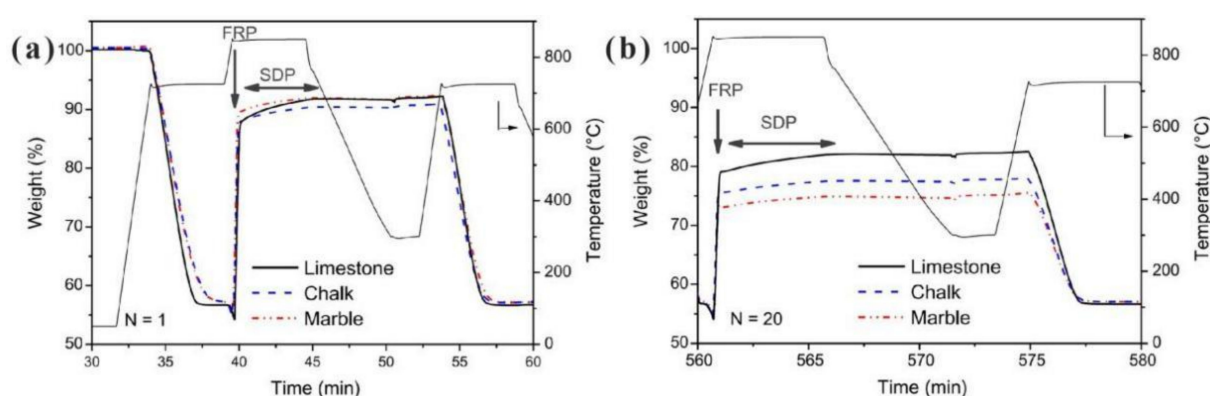 (a)
FRP
SDP
100
90
80
70
60
50
Weight (%)
800
600
400
200
0
Temperature (°C)
Limestone
Chalk
Marble
N = 1
30 35 40 45 50 55 60
Time (min)
(b)
FRP
SDP
100
90
80
70
60
50
Weight (%)
800
600
400
200
0
Temperature (°C)
Limestone
Chalk
Marble
N = 20
560 565 570 575 580
Time (min)